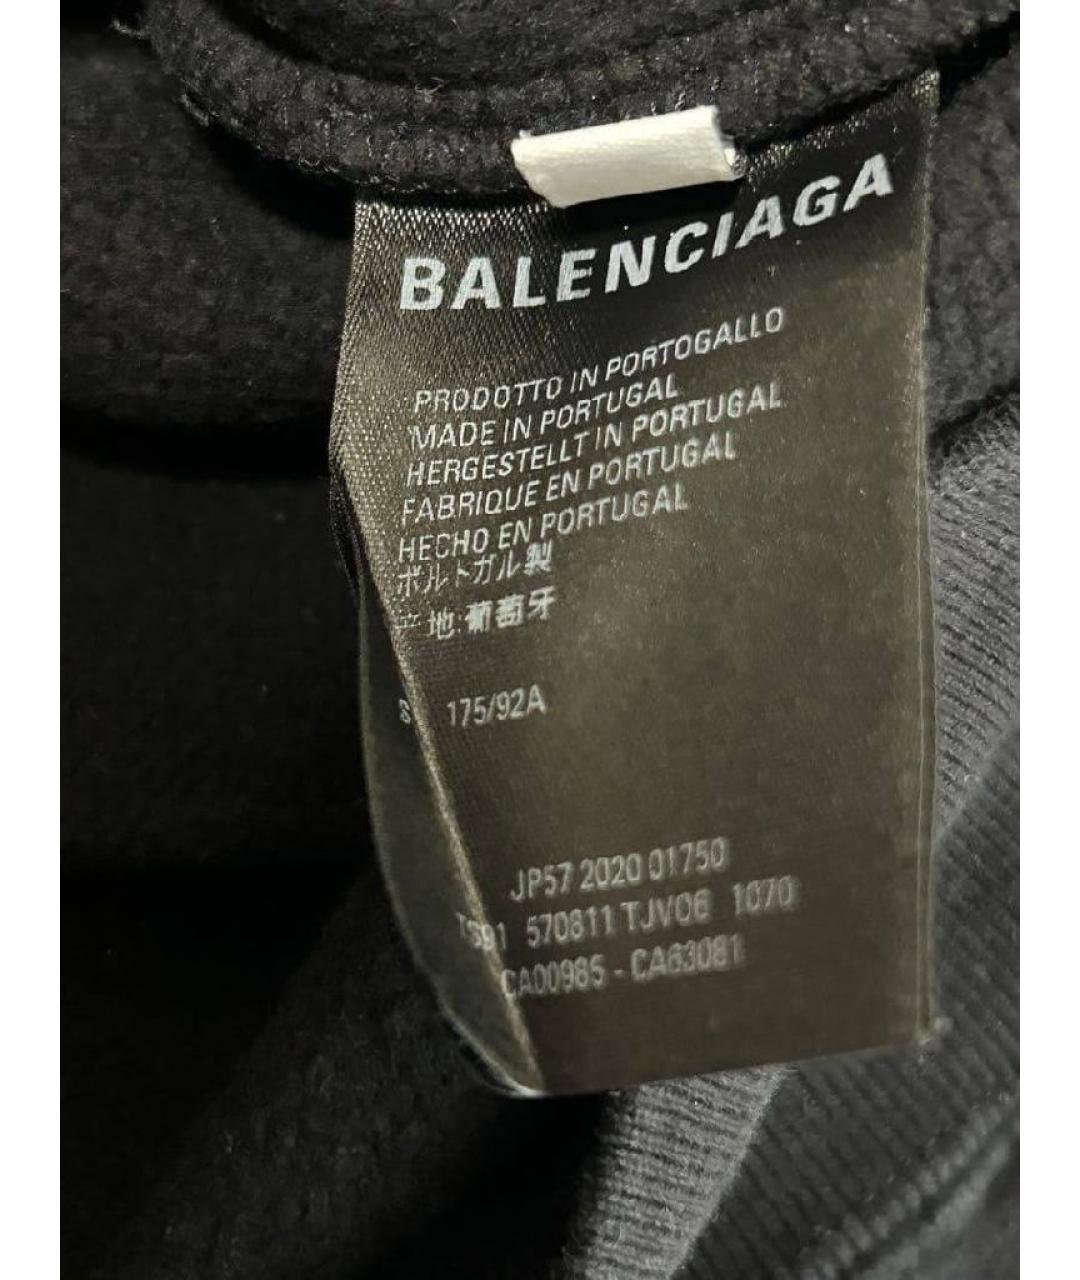 BALENCIAGA
PRODOTTO IN PORTOGALLO
MADE IN PORTUGAL
HERGESTELLT IN PORTUGAL
FABRIQUE EN PORTUGAL
HECHO EN PORTUGAL
ポルトガル製
产地:葡萄牙
S 175/92A
JP57 2020 01750
TS91 570811 TJV06 1070
CA00985 - CA63081